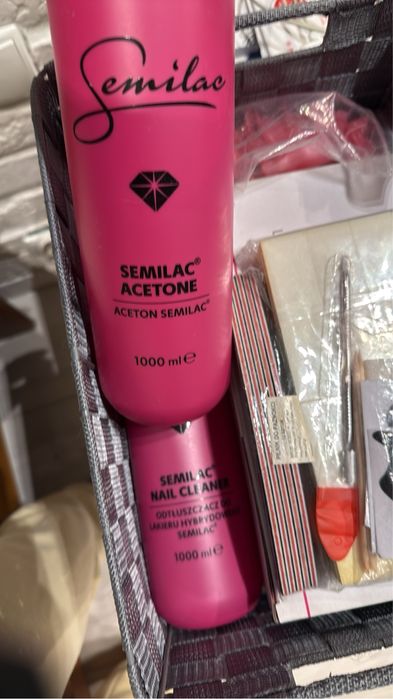 Semilac
SEMILAC®
ACETONE
ACETON SEMILAC®
1000 ml ℮
SEMILAC®
NAIL CLEANER
ODTŁUSZCZACZ DO
LAKIERU HYBRYDOWEGO
SEMILAC®
1000 ml ℮